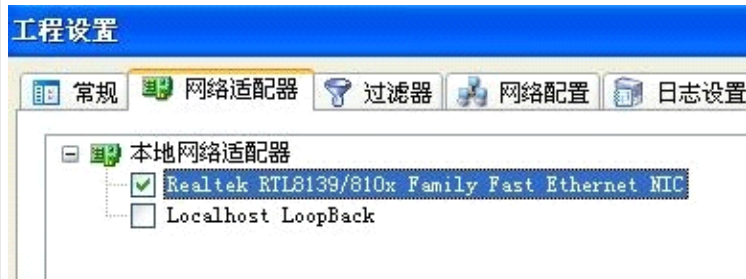 工程设置
常规 网络适配器 过滤器 网络配置 日志设置
本地网络适配器
Realtek RTL8139/810x Family Fast Ethernet NIC
Localhost LoopBack